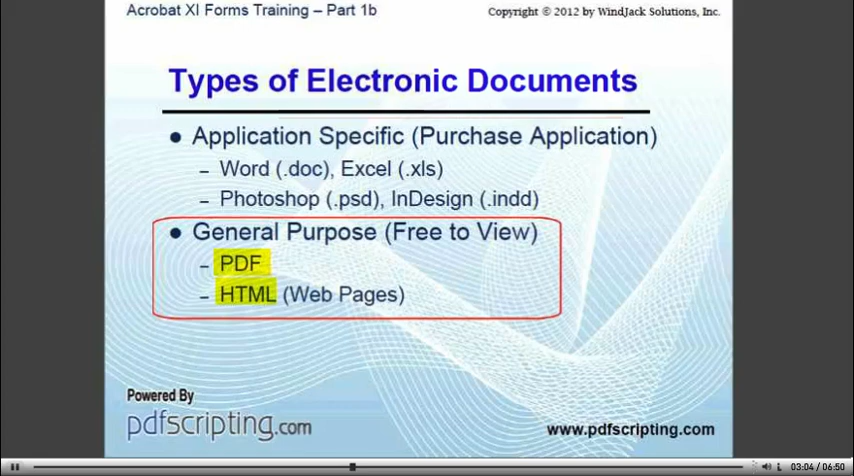 Acrobat XI Forms Training – Part 1b
Copyright © 2012 by WindJack Solutions, Inc.
Types of Electronic Documents
● Application Specific (Purchase Application)
– Word (.doc), Excel (.xls)
– Photoshop (.psd), InDesign (.indd)
● General Purpose (Free to View)
– PDF
– HTML (Web Pages)
Powered By
pdfscripting.com
www.pdfscripting.com
03:04 / 06:50